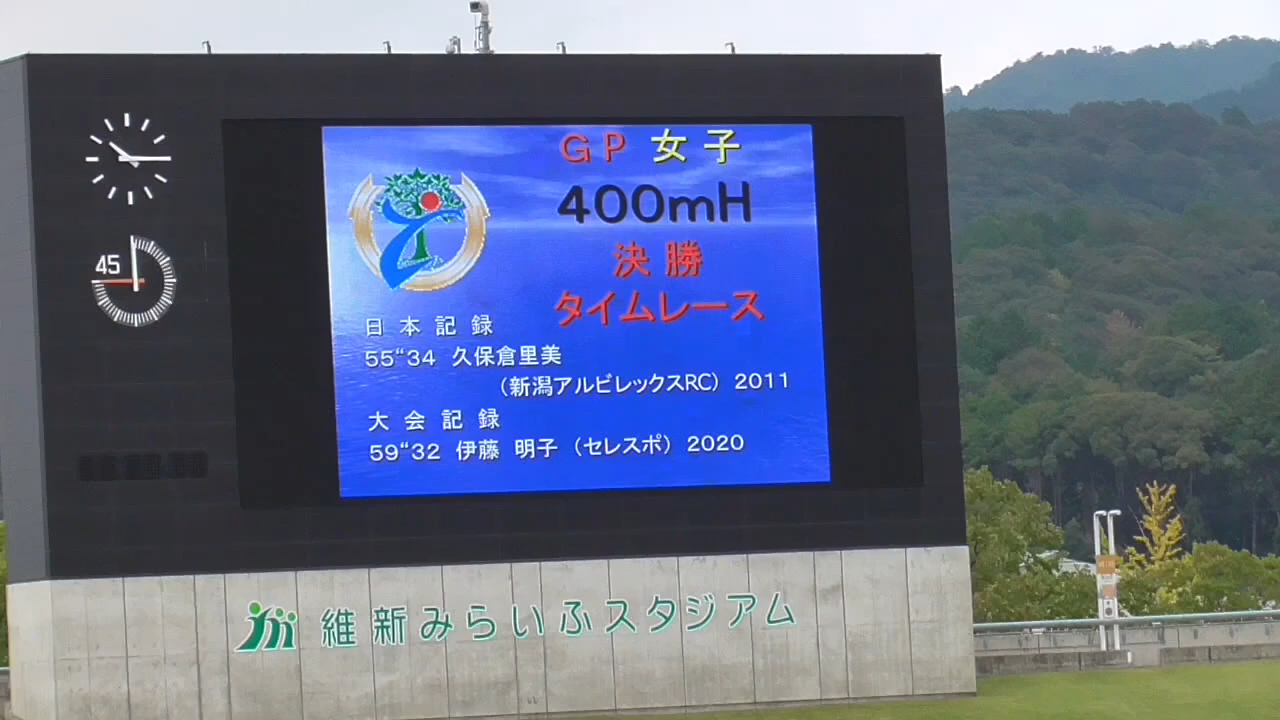 GP 女子
400mH
決勝
タイムレース
45
日本記録
55"34 久保倉里美
(新潟アルビレックスRC) 2011
大会記録
59"32 伊藤 明子 (セレスポ) 2020
維新みらいふスタジアム